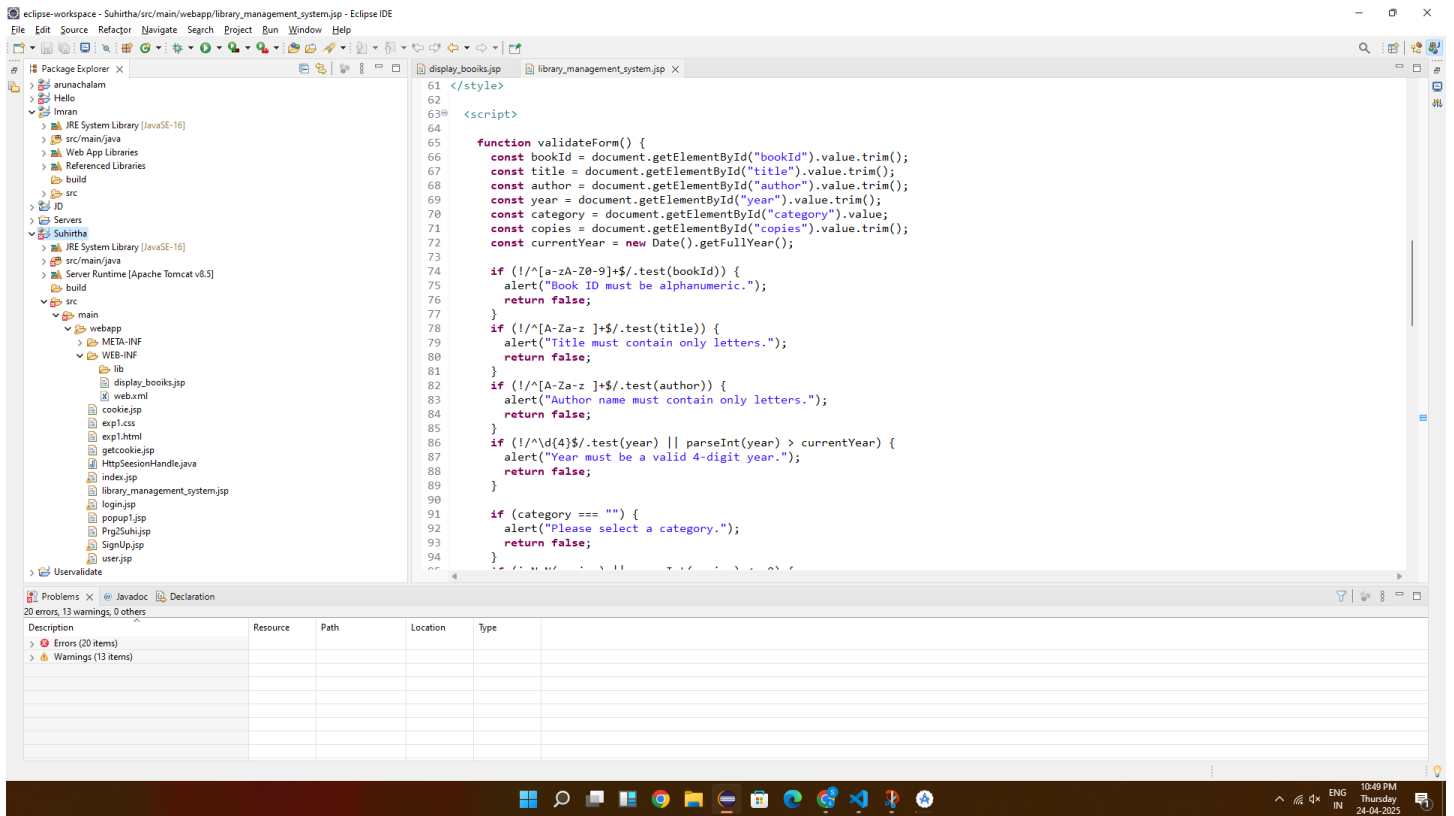 eclipse-workspace - Suhirtha/src/main/webapp/library_management_system.jsp - Eclipse IDE
File Edit Source Refactor Navigate Search Project Run Window Help
Package Explorer
arunachalam
Hello
Imran
JRE System Library [JavaSE-16]
src/main/java
Web App Libraries
Referenced Libraries
build
src
JD
Servers
Suhirtha
JRE System Library [JavaSE-16]
src/main/java
Server Runtime [Apache Tomcat v8.5]
build
src
main
webapp
META-INF
WEB-INF
lib
display_booiks.jsp
web.xml
cookie.jsp
exp1.css
exp1.html
getcookie.jsp
HttpSeesionHandle.java
index.jsp
library_management_system.jsp
login.jsp
popup1.jsp
Prg2Suhi.jsp
SignUp.jsp
user.jsp
Uservalidate
display_booiks.jsp library_management_system.jsp
61 </style>
62
63 <script>
64
65 function validateForm() {
66 const bookId = document.getElementById("bookId").value.trim();
67 const title = document.getElementById("title").value.trim();
68 const author = document.getElementById("author").value.trim();
69 const year = document.getElementById("year").value.trim();
70 const category = document.getElementById("category").value;
71 const copies = document.getElementById("copies").value.trim();
72 const currentYear = new Date().getFullYear();
73
74 if (!/^[a-zA-Z0-9]+$/.test(bookId)) {
75 alert("Book ID must be alphanumeric.");
76 return false;
77 }
78 if (!/^[A-Za-z ]+$/.test(title)) {
79 alert("Title must contain only letters.");
80 return false;
81 }
82 if (!/^[A-Za-z ]+$/.test(author)) {
83 alert("Author name must contain only letters.");
84 return false;
85 }
86 if (!/^\d{4}$/.test(year) || parseInt(year) > currentYear) {
87 alert("Year must be a valid 4-digit year.");
88 return false;
89 }
90
91 if (category === "") {
92 alert("Please select a category.");
93 return false;
94 }
Problems Javadoc Declaration
20 errors, 13 warnings, 0 others
Description Resource Path Location Type
Errors (20 items)
Warnings (13 items)
ENG
IN
10:49 PM
Thursday
24-04-2025
1